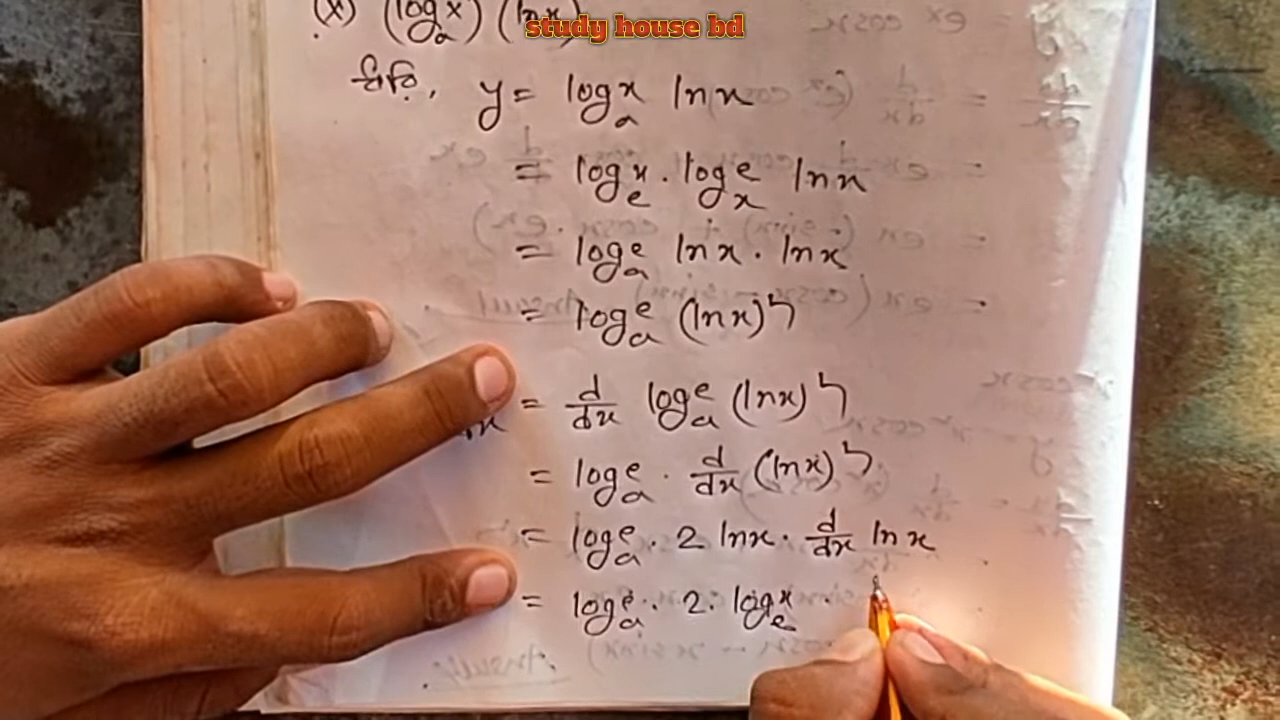 (x) (logₐx) (lnx)
study house bd
ধরি, y = logₐx lnx
= logₑx . logₓe lnx
= logₐe lnx . lnx
= logₐe (lnx)²
= d/dx logₐe (lnx)²
= logₐe . d/dx (lnx)²
= logₐe . 2 lnx . d/dx lnx
= logₐe . 2 . logₑx